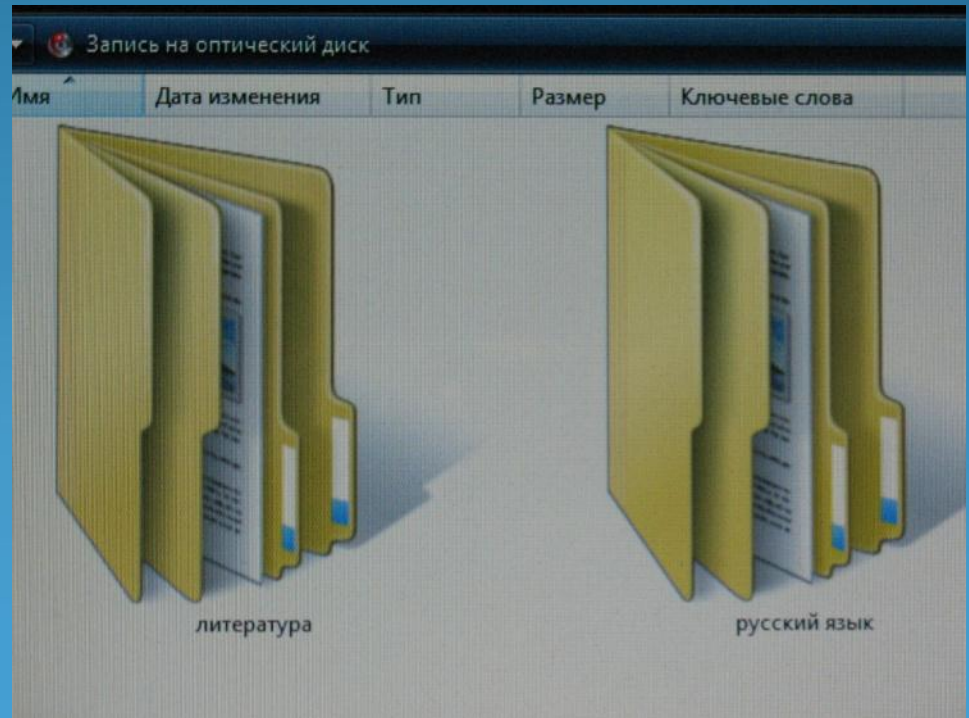 Запись на оптический диск
Имя Дата изменения Тип Размер Ключевые слова
литература
русский язык